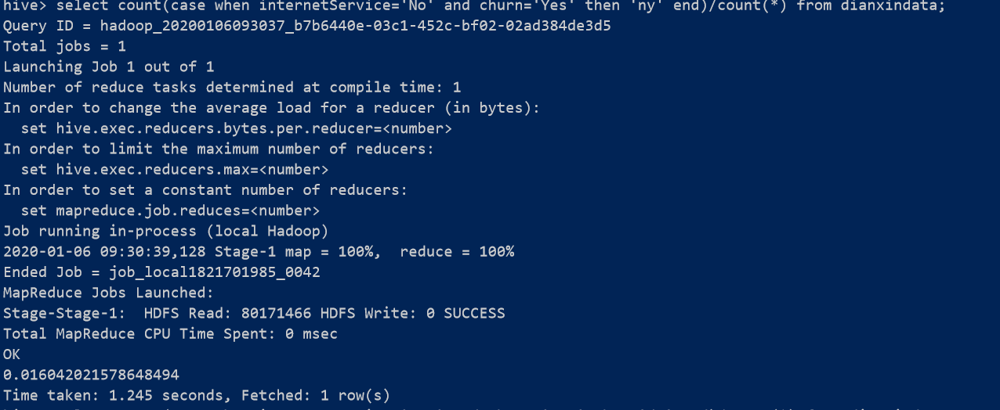 hive> select count(case when internetService='No' and churn='Yes' then 'ny' end)/count(*) from dianxindata;
Query ID = hadoop_20200106093037_b7b6440e-03c1-452c-bf02-02ad384de3d5
Total jobs = 1
Launching Job 1 out of 1
Number of reduce tasks determined at compile time: 1
In order to change the average load for a reducer (in bytes):
  set hive.exec.reducers.bytes.per.reducer=<number>
In order to limit the maximum number of reducers:
  set hive.exec.reducers.max=<number>
In order to set a constant number of reducers:
  set mapreduce.job.reduces=<number>
Job running in-process (local Hadoop)
2020-01-06 09:30:39,128 Stage-1 map = 100%,  reduce = 100%
Ended Job = job_local1821701985_0042
MapReduce Jobs Launched:
Stage-Stage-1:  HDFS Read: 80171466 HDFS Write: 0 SUCCESS
Total MapReduce CPU Time Spent: 0 msec
OK
0.016042021578648494
Time taken: 1.245 seconds, Fetched: 1 row(s)